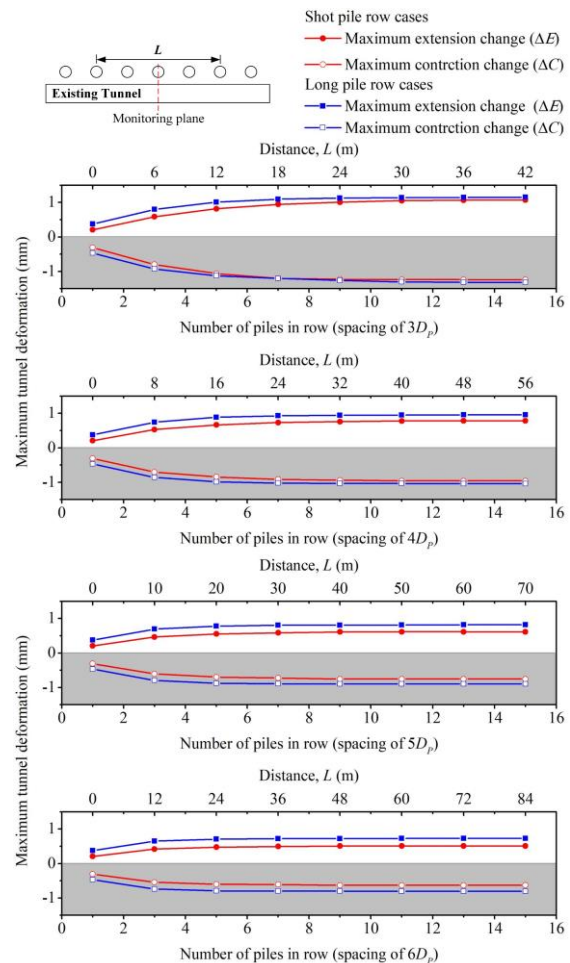 Shot pile row cases
Maximum extension change (ΔE)
Maximum contrction change (ΔC)
Long pile row cases
Maximum extension change (ΔE)
Maximum contrction change (ΔC)
L
Existing Tunnel
Monitoring plane
Distance, L (m)
0 6 12 18 24 30 36 42
1
0
-1
0 2 4 6 8 10 12 14 16
Number of piles in row (spacing of 3D_P)
Distance, L (m)
0 8 16 24 32 40 48 56
1
0
-1
0 2 4 6 8 10 12 14 16
Number of piles in row (spacing of 4D_P)
Maximum tunnel deformation (mm)
Distance, L (m)
0 10 20 30 40 50 60 70
1
0
-1
0 2 4 6 8 10 12 14 16
Number of piles in row (spacing of 5D_P)
Distance, L (m)
0 12 24 36 48 60 72 84
1
0
-1
0 2 4 6 8 10 12 14 16
Number of piles in row (spacing of 6D_P)
Maximum tunnel deformation (mm)